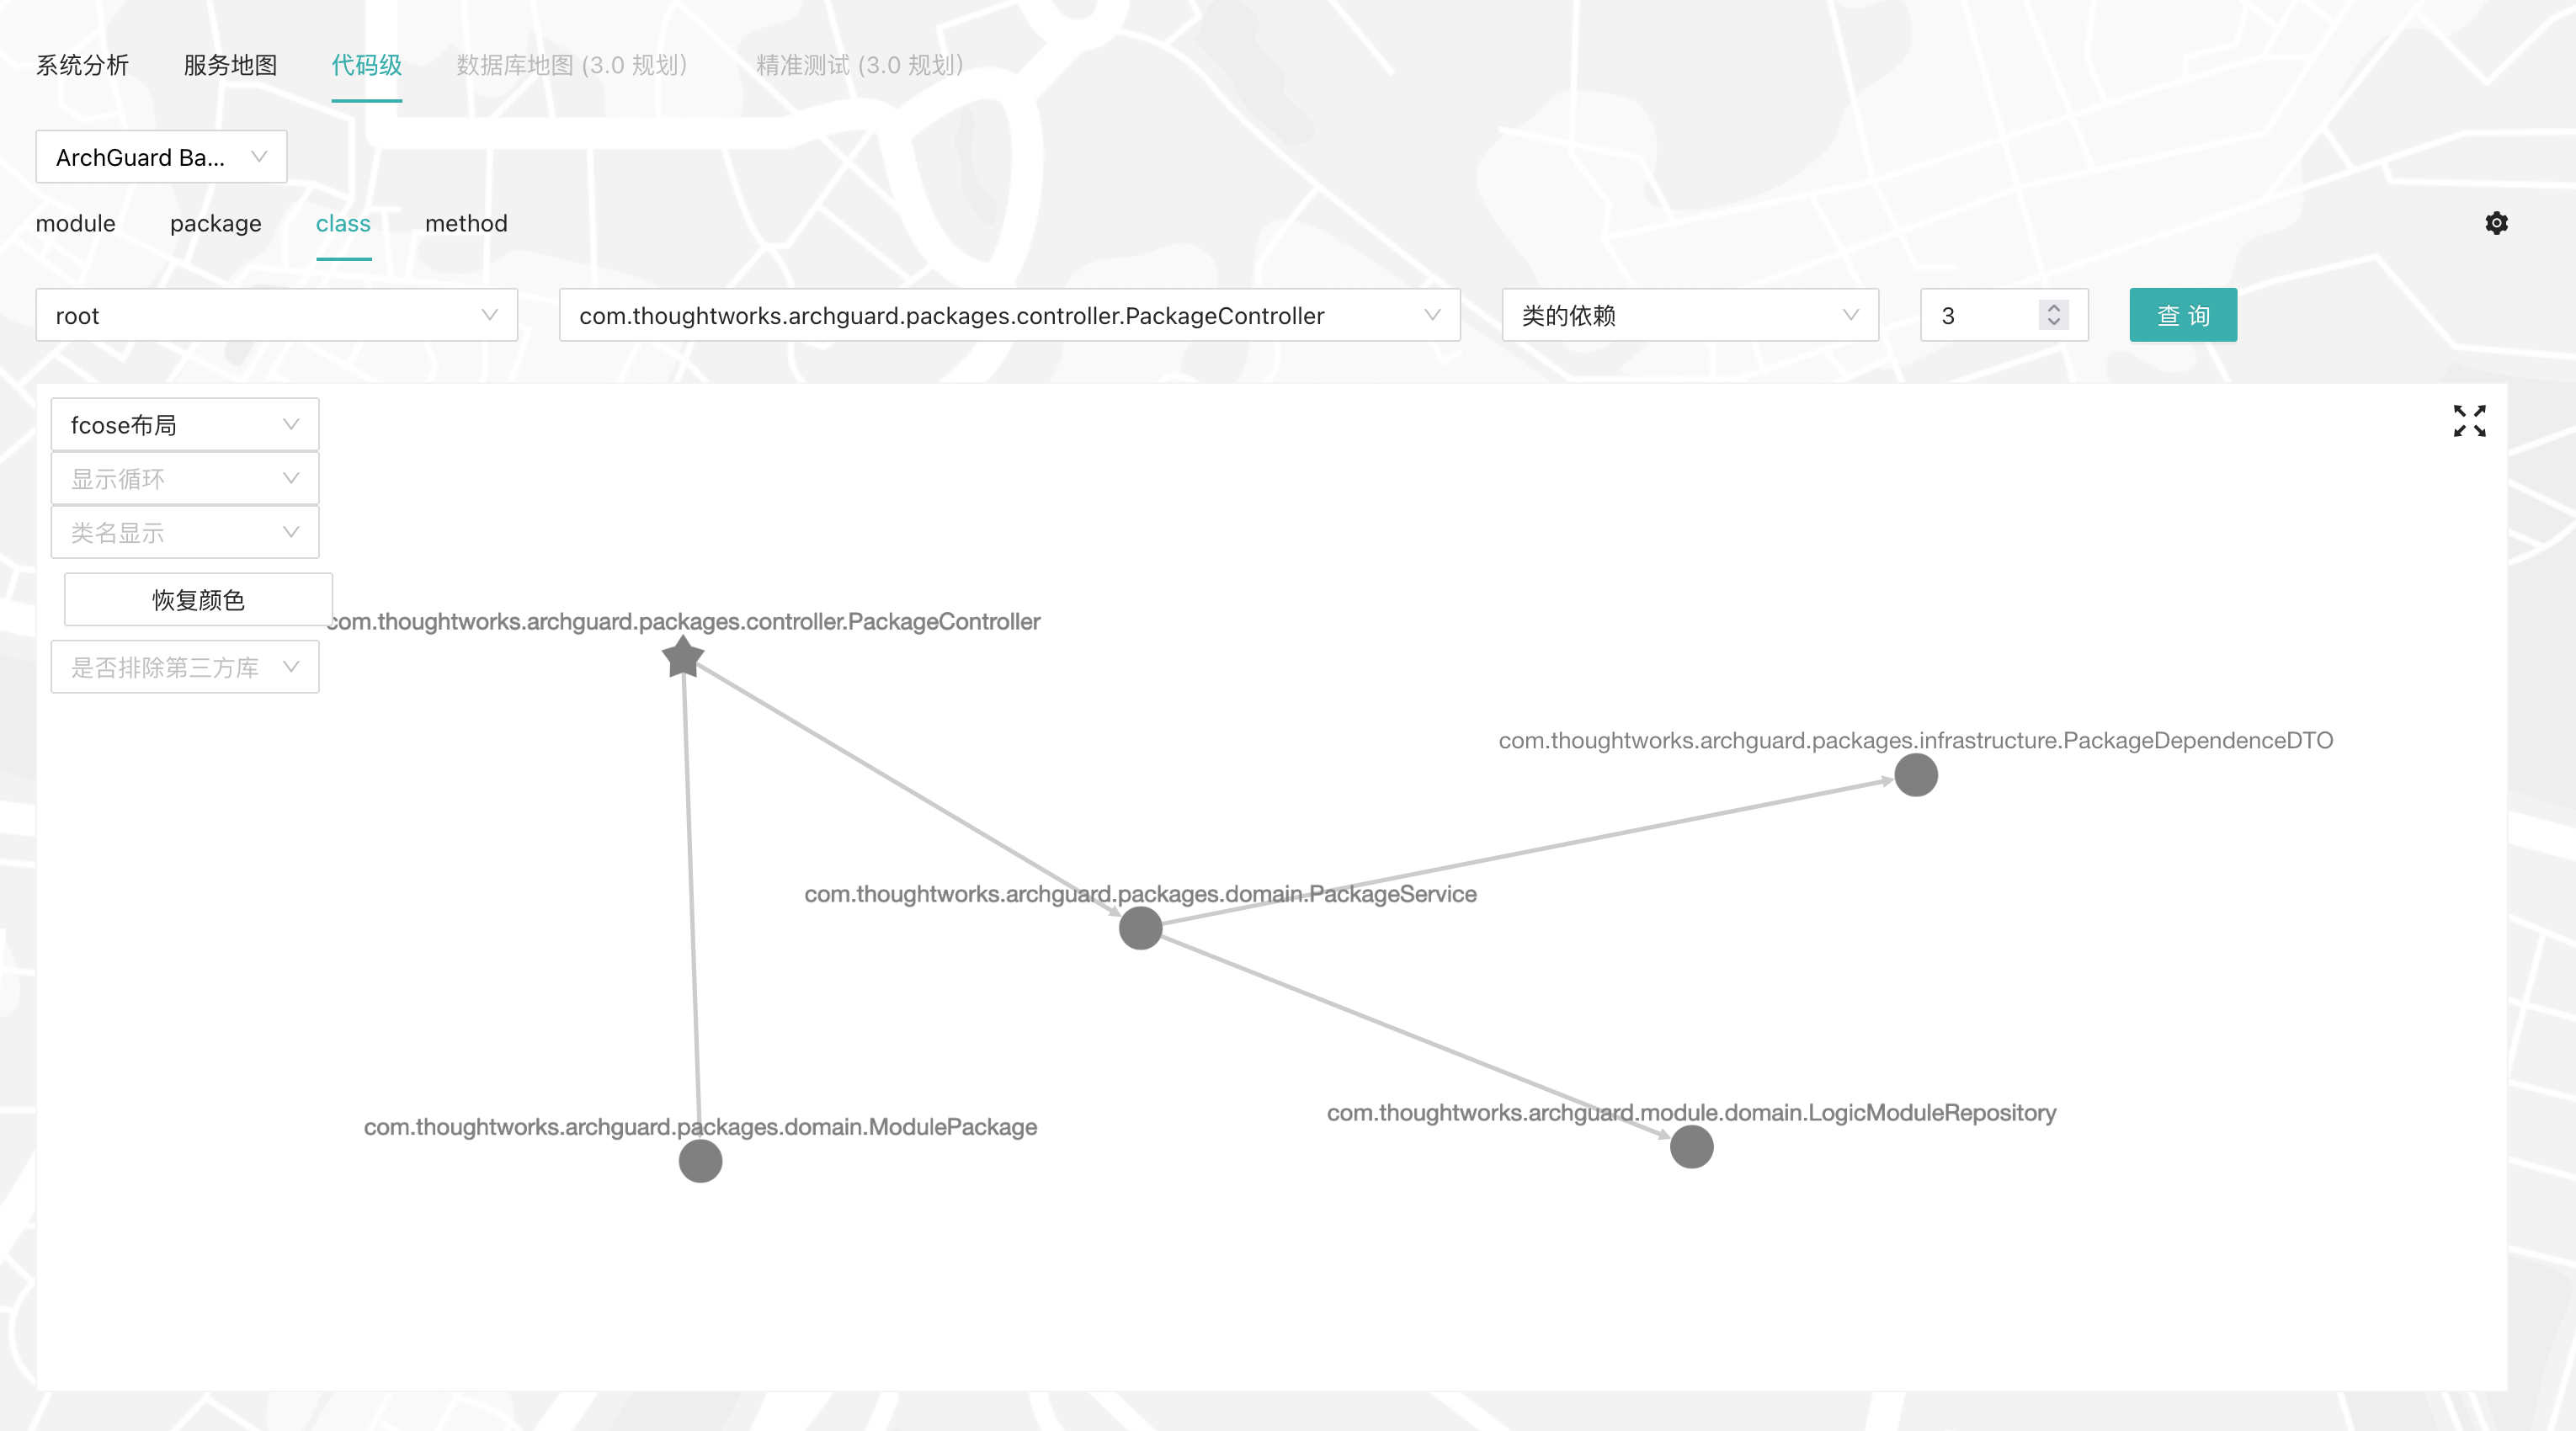 系统分析 服务地图 代码级 数据库地图 (3.0 规划) 精准测试 (3.0 规划)
ArchGuard Ba...
module package class method
root com.thoughtworks.archguard.packages.controller.PackageController 类的依赖 3 查 询
fcose布局
显示循环
类名显示
恢复颜色
com.thoughtworks.archguard.packages.controller.PackageController
是否排除第三方库
com.thoughtworks.archguard.packages.infrastructure.PackageDependenceDTO
com.thoughtworks.archguard.packages.domain.PackageService
com.thoughtworks.archguard.module.domain.LogicModuleRepository
com.thoughtworks.archguard.packages.domain.ModulePackage